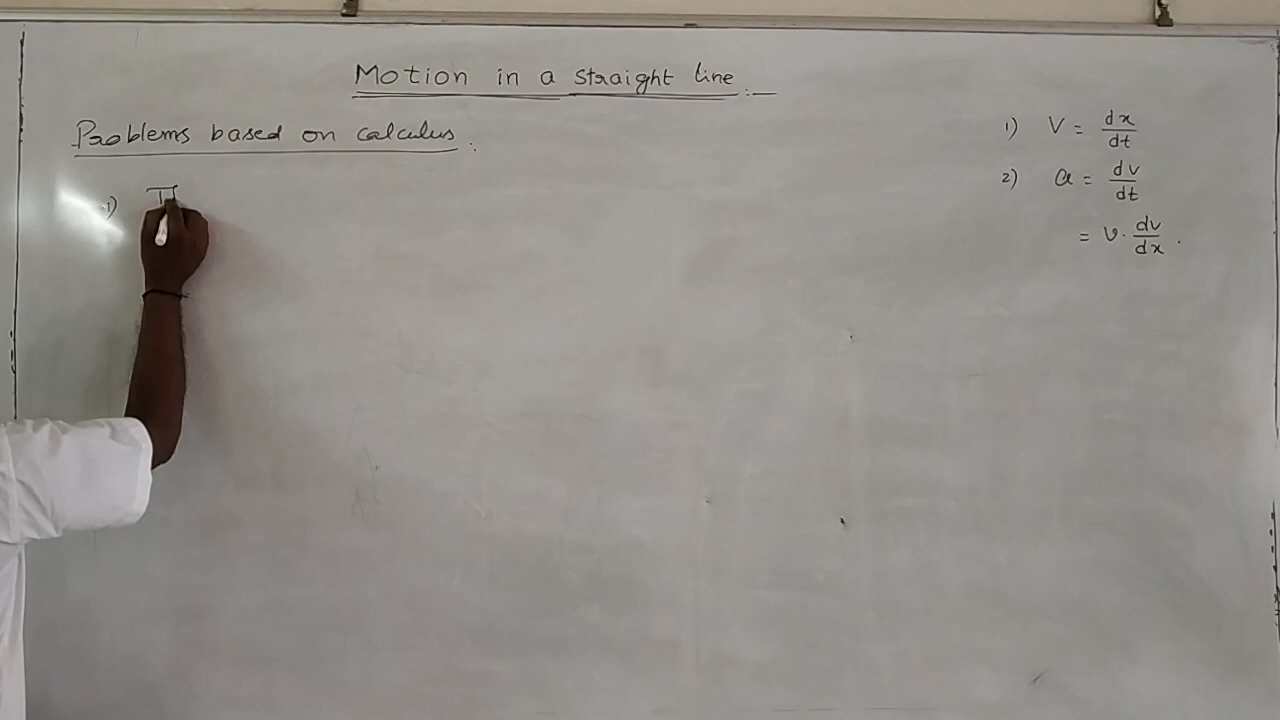 Motion in a straight line :—
Problems based on calculus :
1)
1) V = dx/dt
2) a = dv/dt
= v · dv/dx .